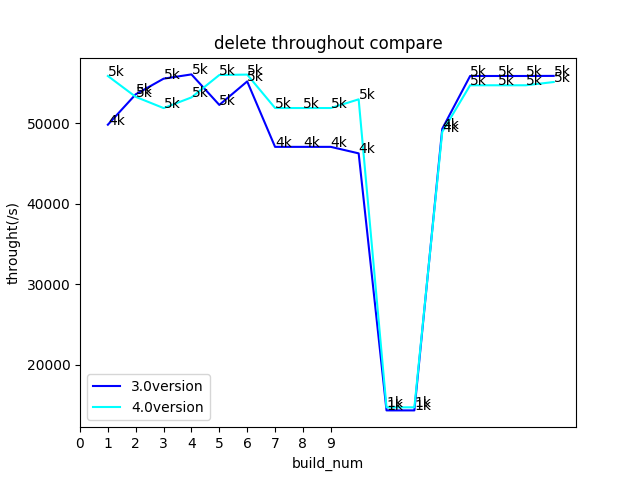 delete throughout compare
5k 5k 5k 5k 5k 5k 5k 5k 5k 5k 1k 1k 4k 5k 5k 5k 5k
4k 5k 5k 5k 5k 5k 4k 4k 4k 4k 1k 1k 4k 5k 5k 5k 5k
50000
40000
30000
20000
throught(/s)
3.0version
4.0version
0 1 2 3 4 5 6 7 8 9
build_num